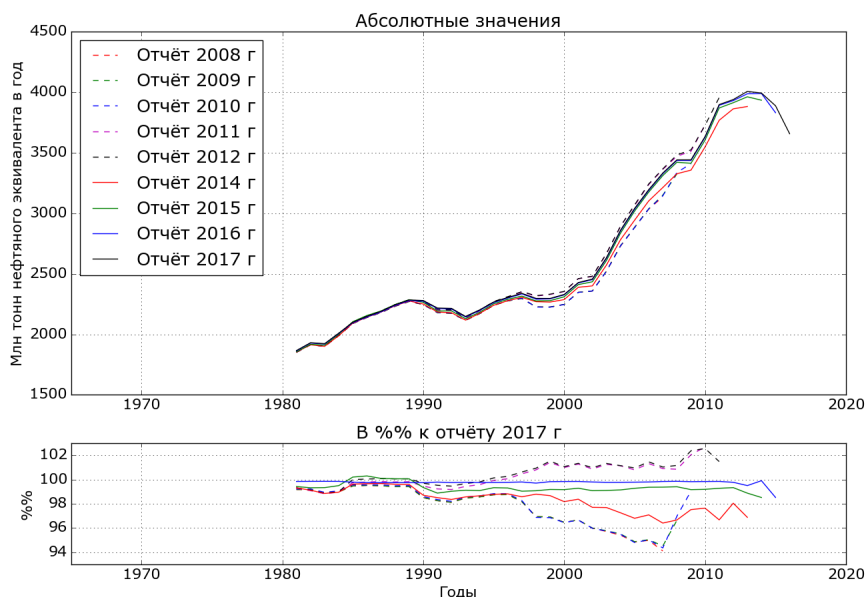 Абсолютные значения
Млн тонн нефтяного эквивалента в год
4500
4000
3500
3000
2500
2000
1500
Отчёт 2008 г
Отчёт 2009 г
Отчёт 2010 г
Отчёт 2011 г
Отчёт 2012 г
Отчёт 2014 г
Отчёт 2015 г
Отчёт 2016 г
Отчёт 2017 г
1970 1980 1990 2000 2010 2020
В %% к отчёту 2017 г
%%
102
100
98
96
94
1970 1980 1990 2000 2010 2020
Годы